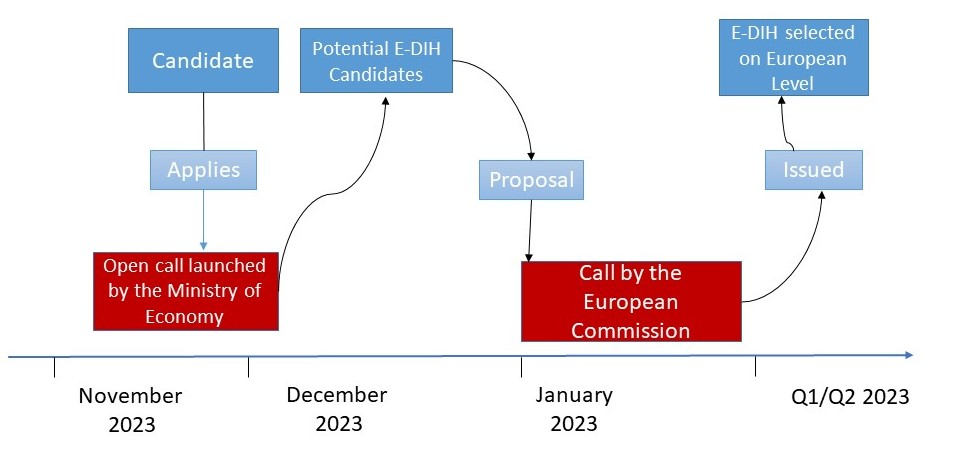 Candidate
Potential E-DIH
Candidates
E-DIH selected
on European
Level
Applies
Proposal
Issued
Open call launched
by the Ministry of
Economy
Call by the
European
Commission
November
2023
December
2023
January
2023
Q1/Q2 2023